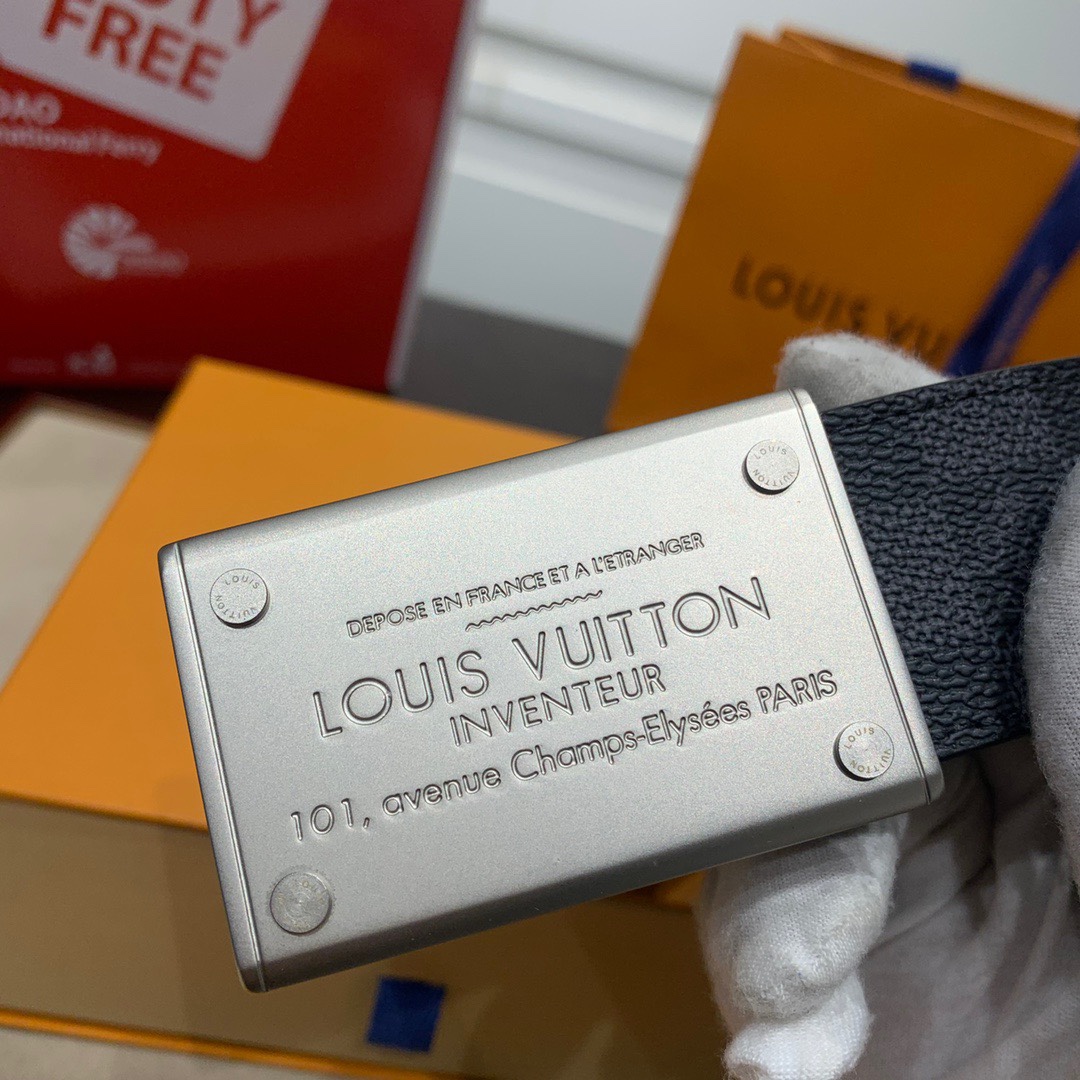 FREE
LOUIS VUITTON
LOUIS VUITTON
LOUIS VUITTON
DEPOSE EN FRANCE ET A L'ETRANGER
LOUIS VUITTON
INVENTEUR
101, avenue Champs-Elysées PARIS
LOUIS VUITTON